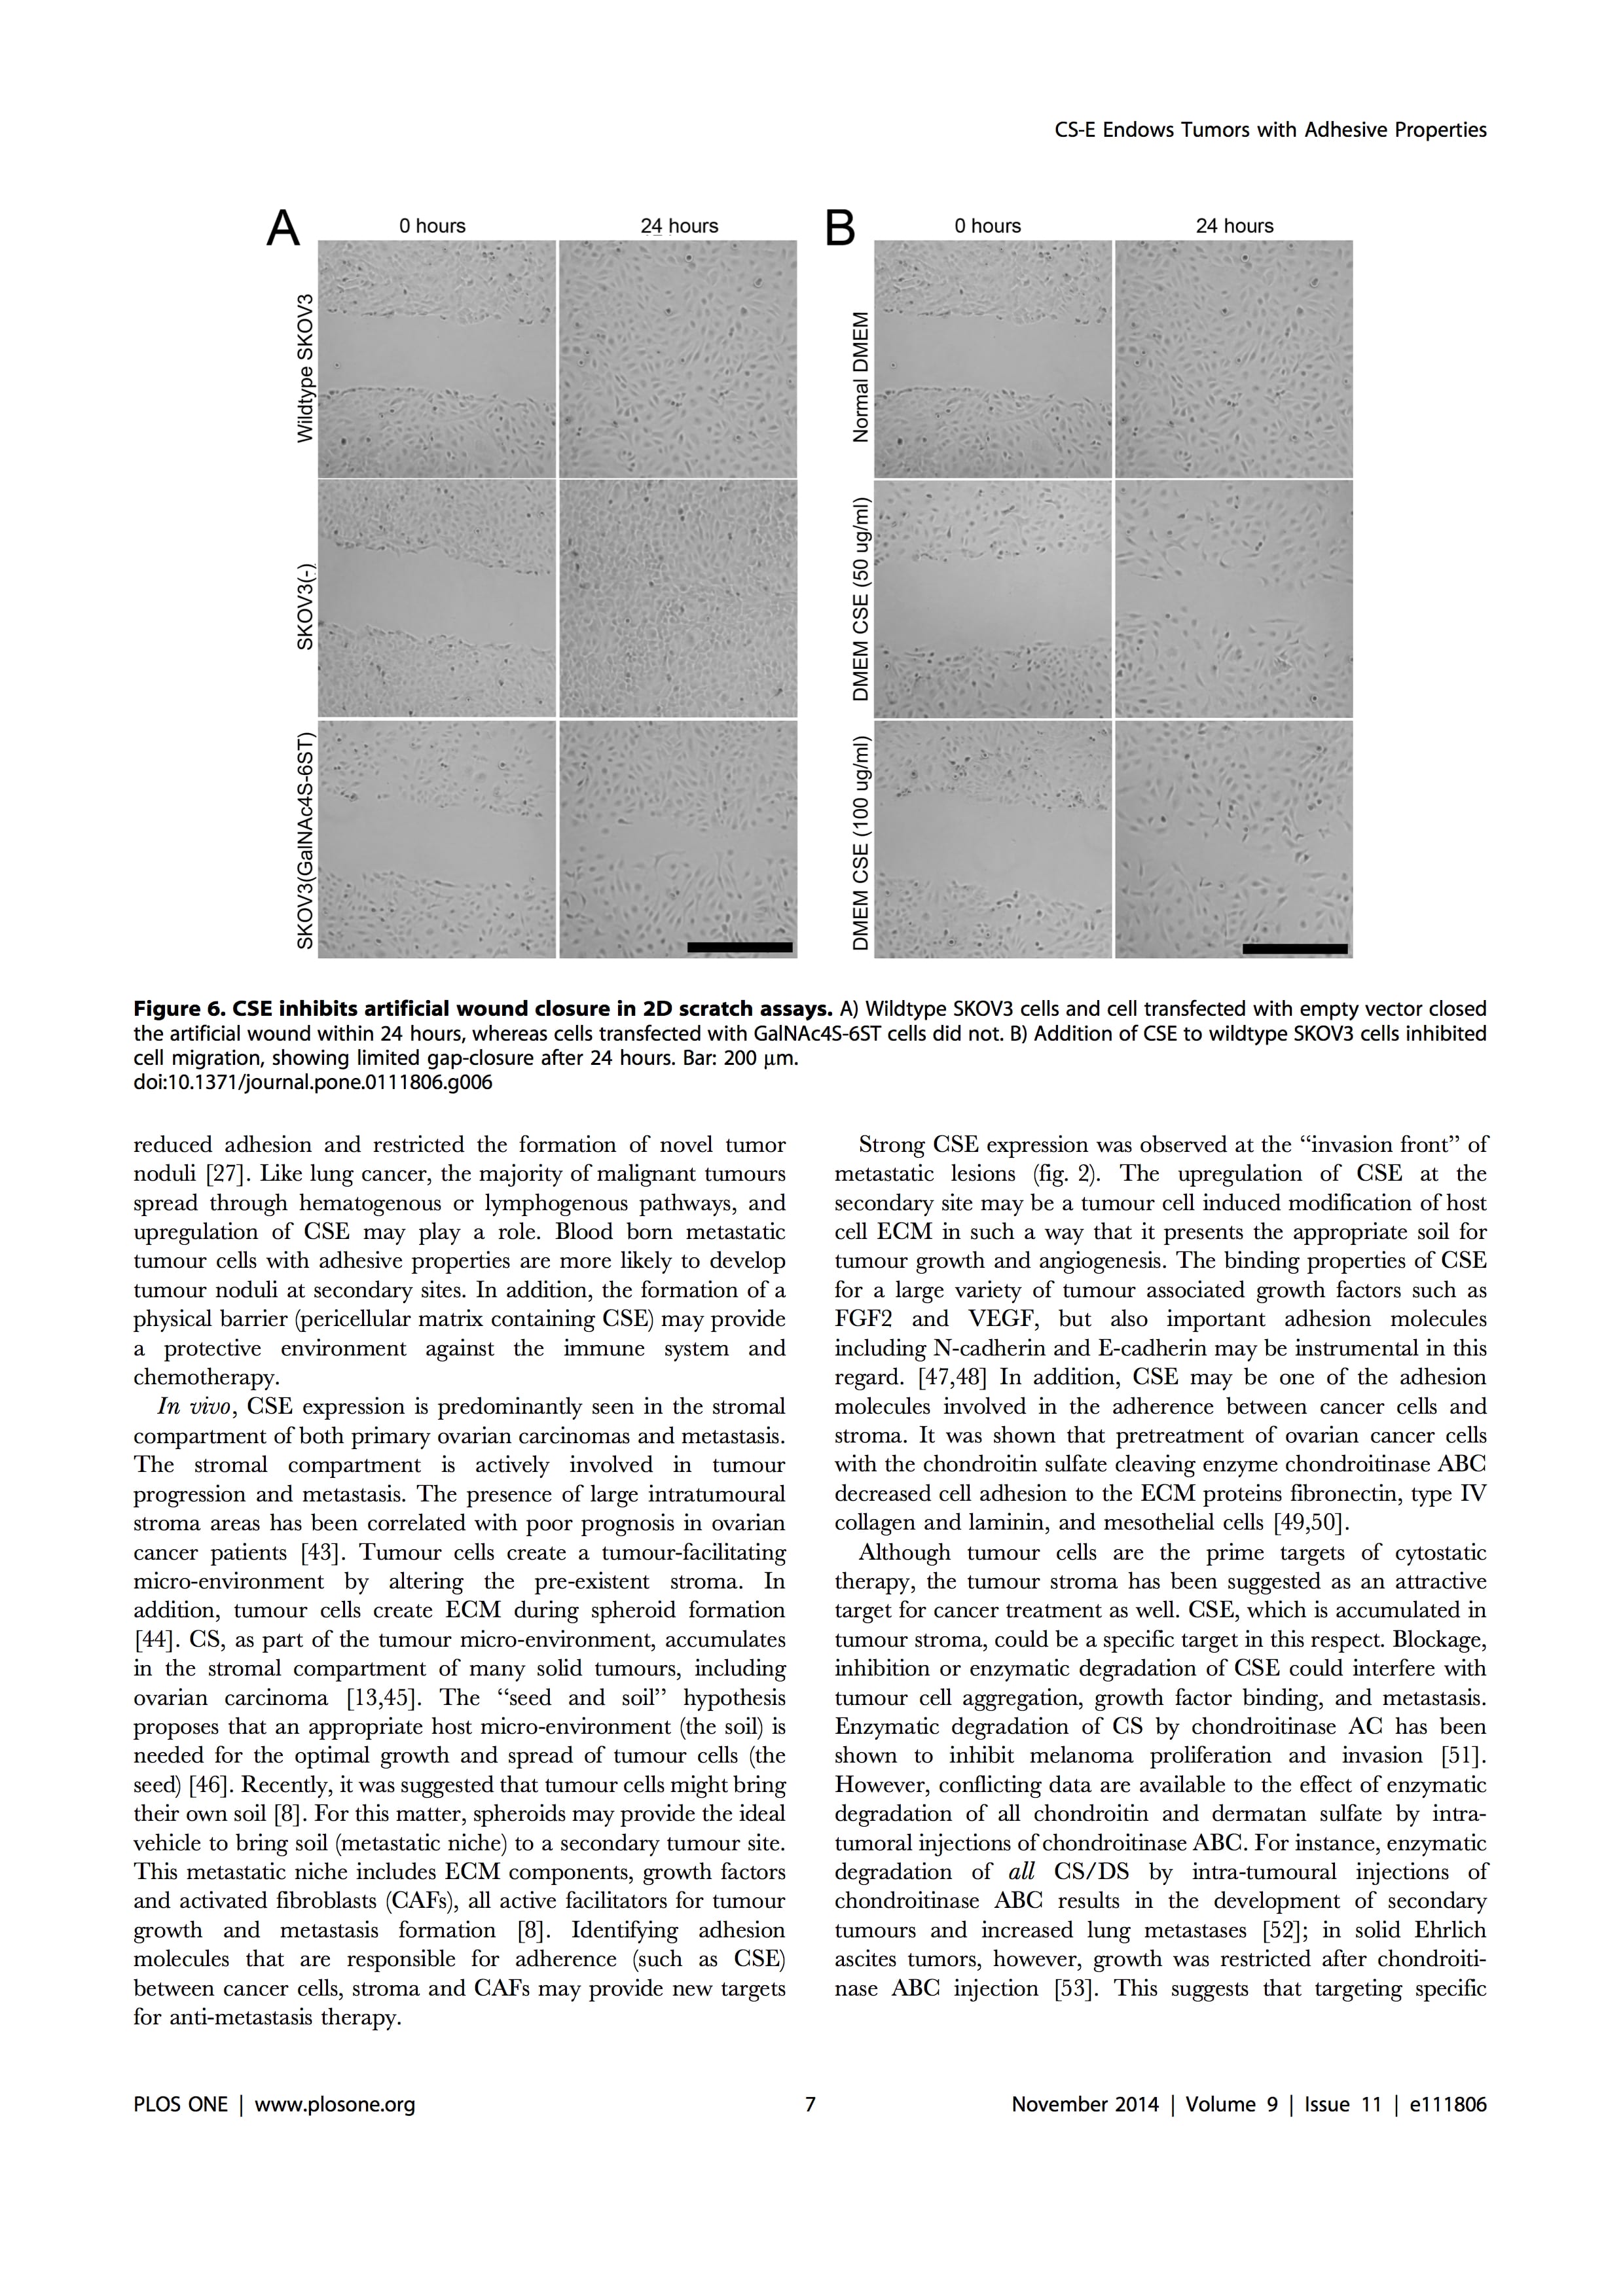 CS-E Endows Tumors with Adhesive Properties
A
0 hours
24 hours
Wildtype SKOV3
SKOV3(-)
SKOV3(GalNAc4S-6ST)
B
0 hours
24 hours
Normal DMEM
DMEM CSE (50 ug/ml)
DMEM CSE (100 ug/ml)
Figure 6. CSE inhibits artificial wound closure in 2D scratch assays. A) Wildtype SKOV3 cells and cell transfected with empty vector closed
the artificial wound within 24 hours, whereas cells transfected with GalNAc4S-6ST cells did not. B) Addition of CSE to wildtype SKOV3 cells inhibited
cell migration, showing limited gap-closure after 24 hours. Bar: 200 μm.
doi:10.1371/journal.pone.0111806.g006
reduced adhesion and restricted the formation of novel tumor
noduli [27]. Like lung cancer, the majority of malignant tumours
spread through hematogenous or lymphogenous pathways, and
upregulation of CSE may play a role. Blood born metastatic
tumour cells with adhesive properties are more likely to develop
tumour noduli at secondary sites. In addition, the formation of a
physical barrier (pericellular matrix containing CSE) may provide
a protective environment against the immune system and
chemotherapy.
In vivo, CSE expression is predominantly seen in the stromal
compartment of both primary ovarian carcinomas and metastasis.
The stromal compartment is actively involved in tumour
progression and metastasis. The presence of large intratumoural
stroma areas has been correlated with poor prognosis in ovarian
cancer patients [43]. Tumour cells create a tumour-facilitating
micro-environment by altering the pre-existent stroma. In
addition, tumour cells create ECM during spheroid formation
[44]. CS, as part of the tumour micro-environment, accumulates
in the stromal compartment of many solid tumours, including
ovarian carcinoma [13,45]. The “seed and soil” hypothesis
proposes that an appropriate host micro-environment (the soil) is
needed for the optimal growth and spread of tumour cells (the
seed) [46]. Recently, it was suggested that tumour cells might bring
their own soil [8]. For this matter, spheroids may provide the ideal
vehicle to bring soil (metastatic niche) to a secondary tumour site.
This metastatic niche includes ECM components, growth factors
and activated fibroblasts (CAFs), all active facilitators for tumour
growth and metastasis formation [8]. Identifying adhesion
molecules that are responsible for adherence (such as CSE)
between cancer cells, stroma and CAFs may provide new targets
for anti-metastasis therapy.
Strong CSE expression was observed at the “invasion front” of
metastatic lesions (fig. 2). The upregulation of CSE at the
secondary site may be a tumour cell induced modification of host
cell ECM in such a way that it presents the appropriate soil for
tumour growth and angiogenesis. The binding properties of CSE
for a large variety of tumour associated growth factors such as
FGF2 and VEGF, but also important adhesion molecules
including N-cadherin and E-cadherin may be instrumental in this
regard. [47,48] In addition, CSE may be one of the adhesion
molecules involved in the adherence between cancer cells and
stroma. It was shown that pretreatment of ovarian cancer cells
with the chondroitin sulfate cleaving enzyme chondroitinase ABC
decreased cell adhesion to the ECM proteins fibronectin, type IV
collagen and laminin, and mesothelial cells [49,50].
Although tumour cells are the prime targets of cytostatic
therapy, the tumour stroma has been suggested as an attractive
target for cancer treatment as well. CSE, which is accumulated in
tumour stroma, could be a specific target in this respect. Blockage,
inhibition or enzymatic degradation of CSE could interfere with
tumour cell aggregation, growth factor binding, and metastasis.
Enzymatic degradation of CS by chondroitinase AC has been
shown to inhibit melanoma proliferation and invasion [51].
However, conflicting data are available to the effect of enzymatic
degradation of all chondroitin and dermatan sulfate by intra-
tumoral injections of chondroitinase ABC. For instance, enzymatic
degradation of all CS/DS by intra-tumoural injections of
chondroitinase ABC results in the development of secondary
tumours and increased lung metastases [52]; in solid Ehrlich
ascites tumors, however, growth was restricted after chondroiti-
nase ABC injection [53]. This suggests that targeting specific
PLOS ONE | www.plosone.org
7
November 2014 | Volume 9 | Issue 11 | e111806